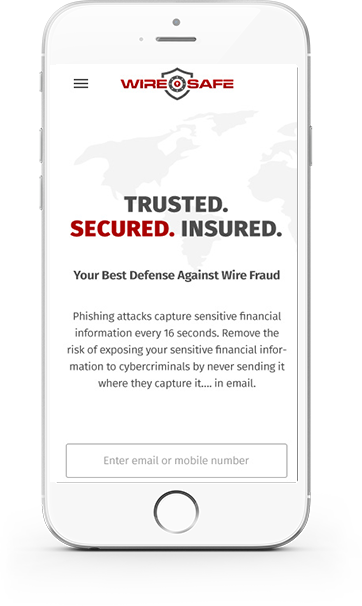 WIRE SAFE
TRUSTED.
SECURED. INSURED.
Your Best Defense Against Wire Fraud
Phishing attacks capture sensitive financial
information every 16 seconds. Remove the
risk of exposing your sensitive financial infor-
mation to cybercriminals by never sending it
where they capture it.... in email.
Enter email or mobile number